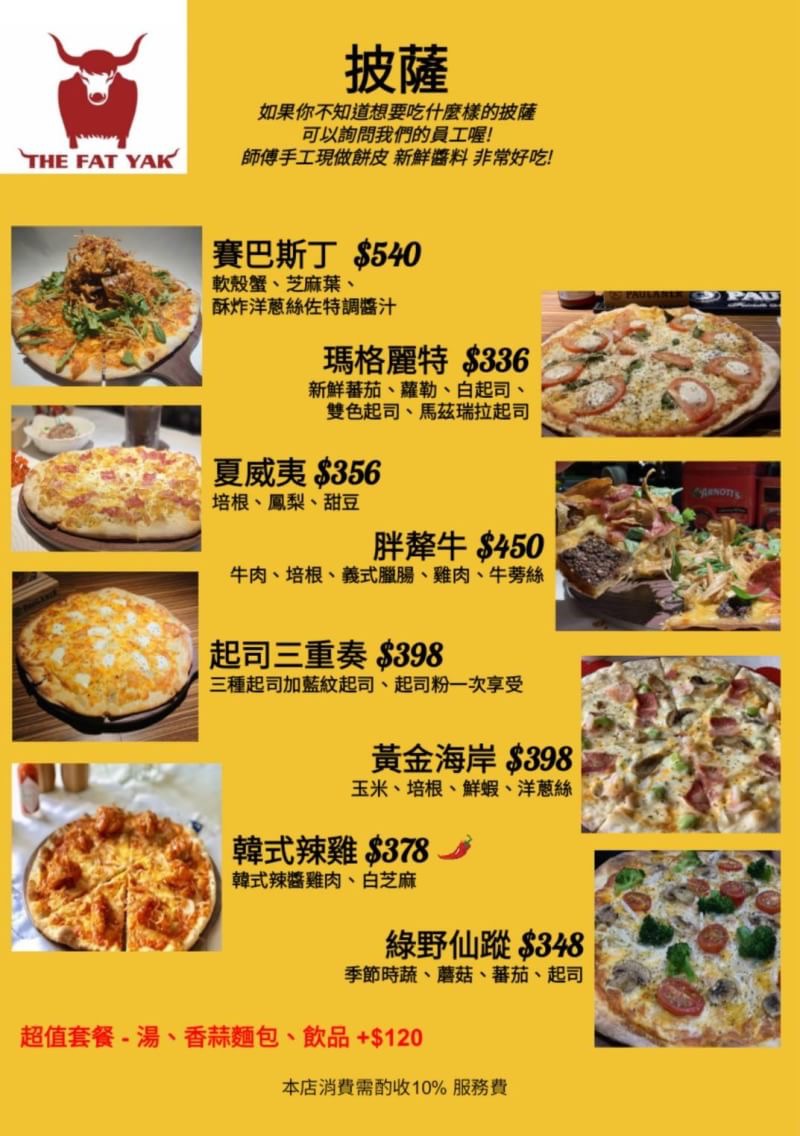 THE FAT YAK
披薩
如果你不知道想要吃什麼樣的披薩
可以詢問我們的員工喔!
師傅手工現做餅皮 新鮮醬料 非常好吃!
賽巴斯丁 $540
軟殼蟹、芝麻葉、
酥炸洋蔥絲佐特調醬汁
PAULANER
PAU
瑪格麗特 $336
新鮮蕃茄、蘿勒、白起司、
雙色起司、馬茲瑞拉起司
夏威夷 $356
培根、鳳梨、甜豆
ARNOTT'S
胖犛牛 $450
牛肉、培根、義式臘腸、雞肉、牛蒡絲
起司三重奏 $398
三種起司加藍紋起司、起司粉一次享受
黃金海岸 $398
玉米、培根、鮮蝦、洋蔥絲
韓式辣雞 $378
韓式辣醬雞肉、白芝麻
綠野仙蹤 $348
季節時蔬、蘑菇、蕃茄、起司
超值套餐 - 湯、香蒜麵包、飲品 +$120
本店消費需酌收10% 服務費